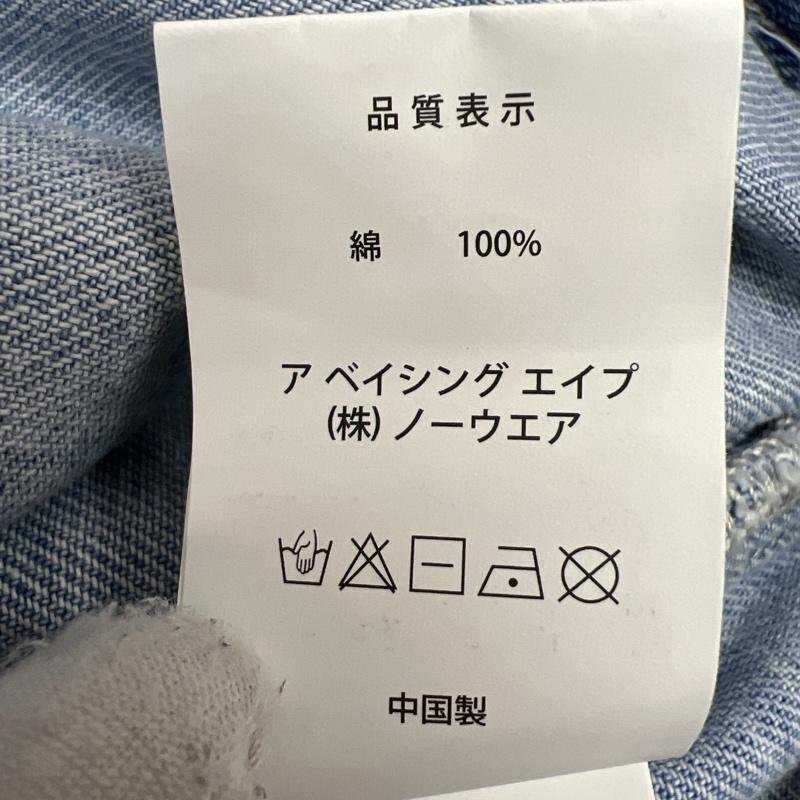 品質表示
綿 100%
ア ベイシング エイプ
(株) ノーウエア
中国製